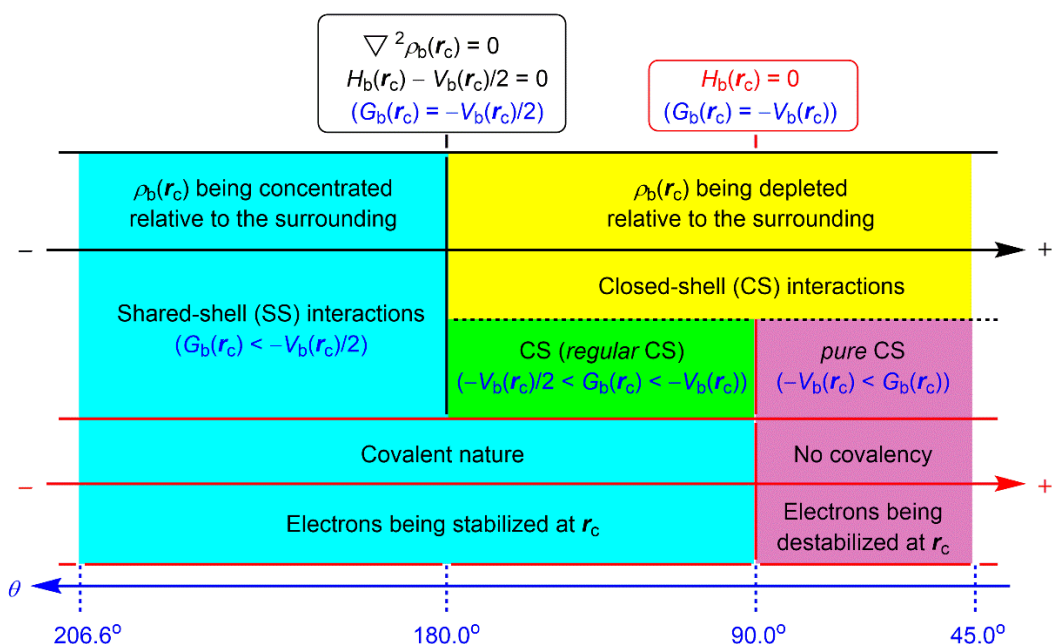 ▽ ²ρb(rc) = 0
Hb(rc) – Vb(rc)/2 = 0
(Gb(rc) = –Vb(rc)/2)
Hb(rc) = 0
(Gb(rc) = –Vb(rc))
ρb(rc) being concentrated
relative to the surrounding
ρb(rc) being depleted
relative to the surrounding
– +
Closed-shell (CS) interactions
Shared-shell (SS) interactions
(Gb(rc) < –Vb(rc)/2)
CS (regular CS)
(–Vb(rc)/2 < Gb(rc) < –Vb(rc))
pure CS
(–Vb(rc) < Gb(rc))
Covalent nature
No covalency
– +
Electrons being stabilized at rc
Electrons being
destabilized at rc
θ
206.6° 180.0° 90.0° 45.0°